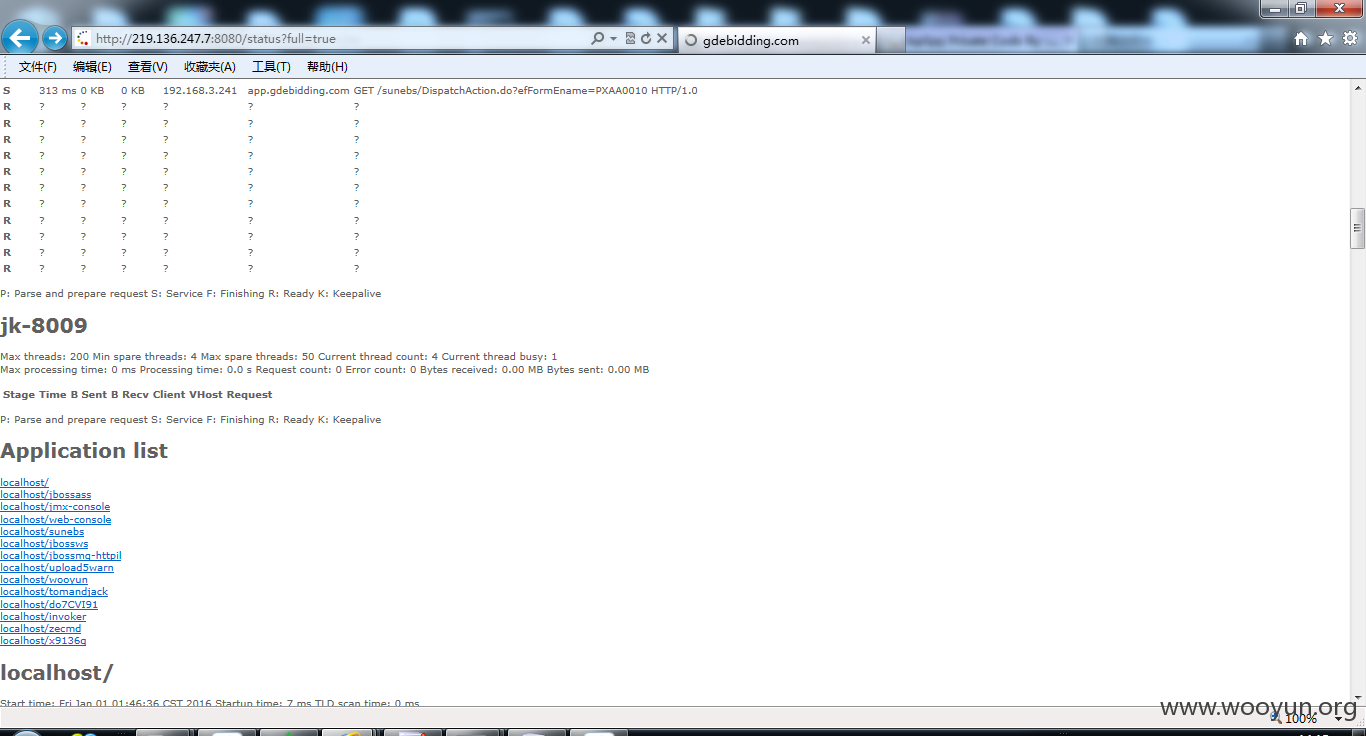 http://219.136.247.7:8080/status?full=true
gdebidding.com
文件(F) 编辑(E) 查看(V) 收藏夹(A) 工具(T) 帮助(H)
S 313 ms 0 KB 0 KB 192.168.3.241 app.gdebidding.com GET /sunebs/DispatchAction.do?efFormEname=PXAA0010 HTTP/1.0
R ? ? ? ? ? ?
R ? ? ? ? ? ?
R ? ? ? ? ? ?
R ? ? ? ? ? ?
R ? ? ? ? ? ?
R ? ? ? ? ? ?
R ? ? ? ? ? ?
R ? ? ? ? ? ?
R ? ? ? ? ? ?
R ? ? ? ? ? ?
R ? ? ? ? ? ?
P: Parse and prepare request S: Service F: Finishing R: Ready K: Keepalive
jk-8009
Max threads: 200 Min spare threads: 4 Max spare threads: 50 Current thread count: 4 Current thread busy: 1
Max processing time: 0 ms Processing time: 0.0 s Request count: 0 Error count: 0 Bytes received: 0.00 MB Bytes sent: 0.00 MB
Stage Time B Sent B Recv Client VHost Request
P: Parse and prepare request S: Service F: Finishing R: Ready K: Keepalive
Application list
localhost/
localhost/jbossass
localhost/jmx-console
localhost/web-console
localhost/sunebs
localhost/jbossws
localhost/jbossmq-httpil
localhost/upload5warn
localhost/wooyun
localhost/tomandjack
localhost/do7CVI91
localhost/invoker
localhost/zecmd
localhost/x9136q
localhost/
Start time: Fri Jan 01 01:46:36 CST 2016 Startup time: 7 ms TLD scan time: 0 ms
www.wooyun.org
100%